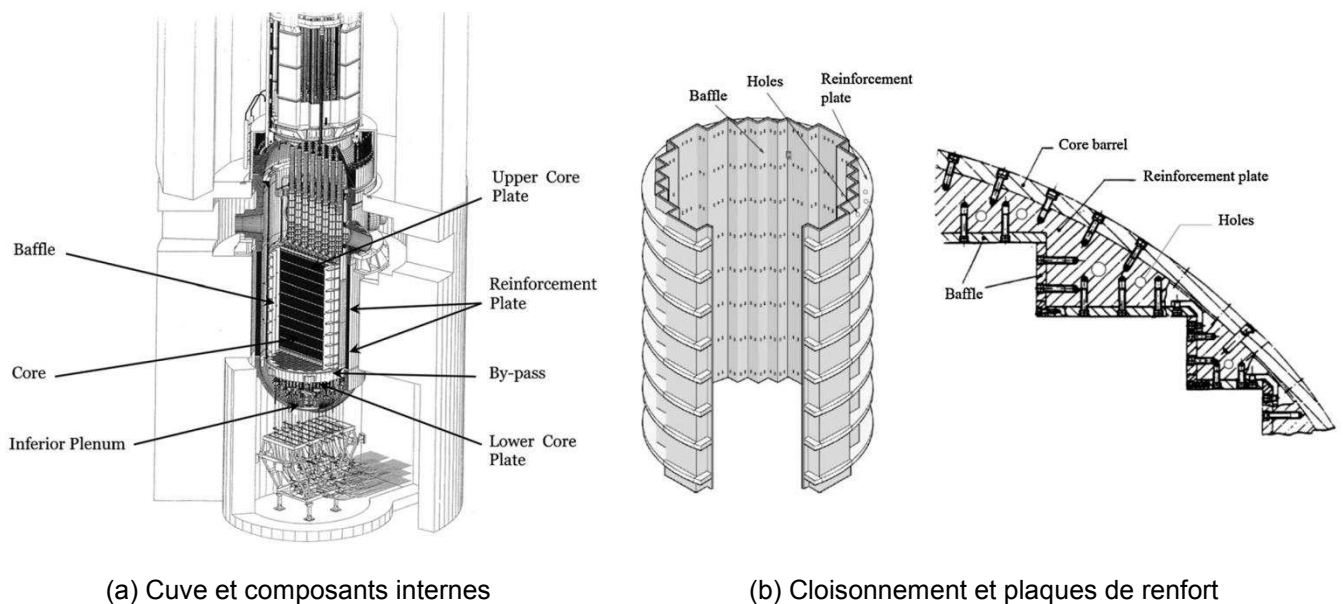 Upper Core
Plate
Baffle
Reinforcement
Plate
Core
By-pass
Inferior Plenum
Lower Core
Plate
Holes
Reinforcement
plate
Baffle
Core barrel
Reinforcement plate
Holes
Baffle
(a) Cuve et composants internes
(b) Cloisonnement et plaques de renfort